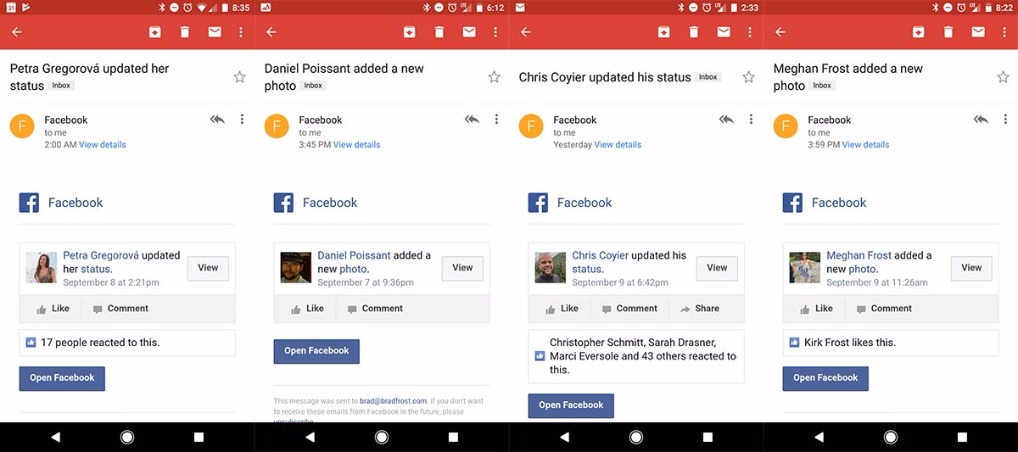 31
8:35
Petra Gregorová updated her
status Inbox
F
Facebook
to me
2:00 AM View details
f Facebook
Petra Gregorová updated
her status.
September 8 at 2:21pm
View
Like Comment
17 people reacted to this.
Open Facebook
6:12
Daniel Poissant added a new
photo Inbox
F
Facebook
to me
3:45 PM View details
f Facebook
Daniel Poissant added a
new photo.
September 7 at 9:36pm
View
Like Comment
Open Facebook
This message was sent to brad@bradfrost.com. If you don't want
to receive these emails from Facebook in the future, please
unsubscribe.
2:33
Chris Coyier updated his status Inbox
F
Facebook
to me
Yesterday View details
f Facebook
Chris Coyier updated his
status.
September 9 at 6:42pm
View
Like Comment Share
Christopher Schmitt, Sarah Drasner,
Marci Eversole and 43 others reacted to
this.
Open Facebook
8:22
Meghan Frost added a new
photo Inbox
F
Facebook
to me
3:59 PM View details
f Facebook
Meghan Frost added a
new photo.
September 9 at 11:26am
View
Like Comment
Kirk Frost likes this.
Open Facebook